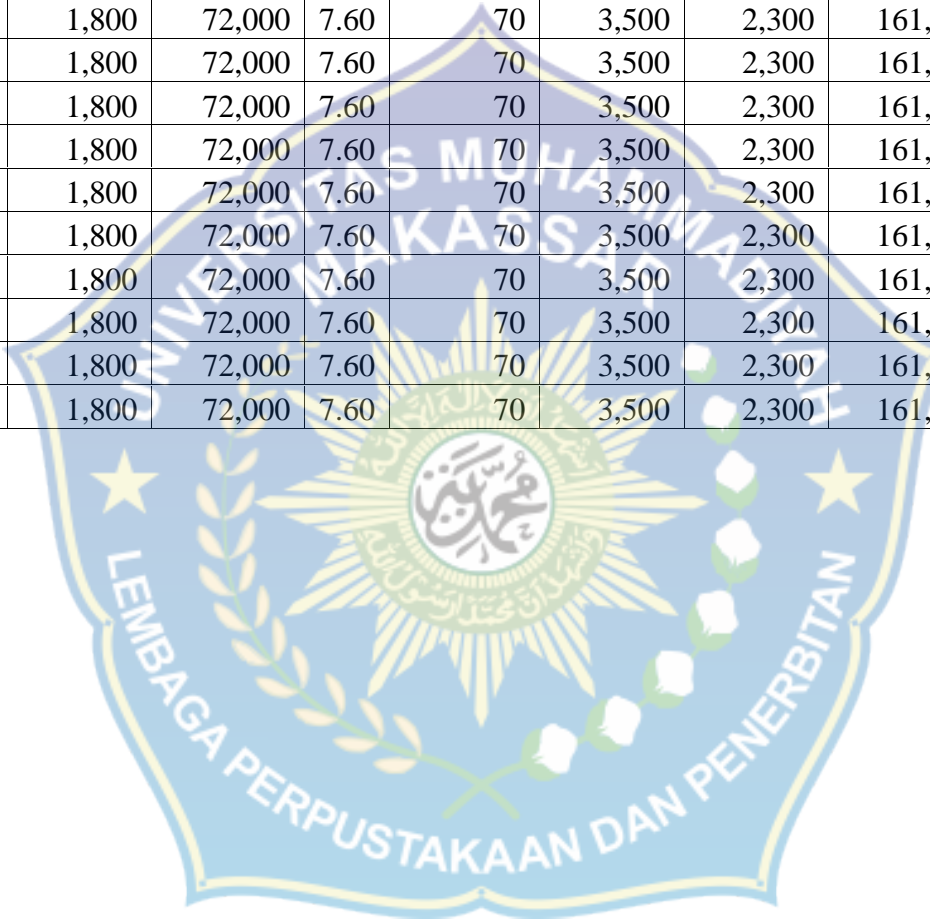 1,800 72,000 7.60 70 3,500 2,300 161,
1,800 72,000 7.60 70 3,500 2,300 161,
1,800 72,000 7.60 70 3,500 2,300 161,
1,800 72,000 7.60 70 3,500 2,300 161,
1,800 72,000 7.60 70 3,500 2,300 161,
1,800 72,000 7.60 70 3,500 2,300 161,
1,800 72,000 7.60 70 3,500 2,300 161,
1,800 72,000 7.60 70 3,500 2,300 161,
1,800 72,000 7.60 70 3,500 2,300 161,
1,800 72,000 7.60 70 3,500 2,300 161,
UNIVERSITAS MUHAMMADIYAH
MAKASSAR
محمد
LEMBAGA PERPUSTAKAAN DAN PENERBITAN